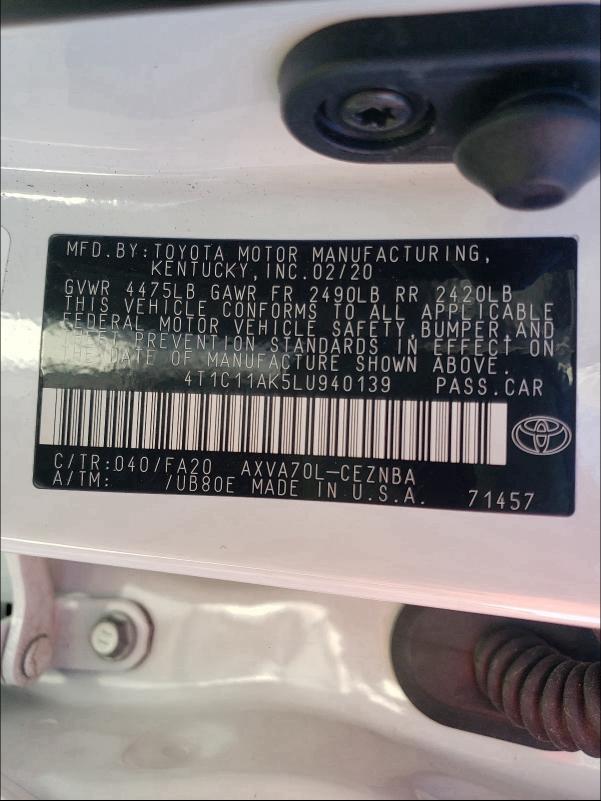 MFD.BY:TOYOTA MOTOR MANUFACTURING,
KENTUCKY,INC.02/20
GVWR 4475LB GAWR FR 2490LB RR 2420LB
THIS VEHICLE CONFORMS TO ALL APPLICABLE
FEDERAL MOTOR VEHICLE SAFETY, BUMPER AND
THEFT PREVENTION STANDARDS IN EFFECT ON
THE DATE OF MANUFACTURE SHOWN ABOVE.
4T1C11AK5LU940139 PASS.CAR
C/TR:040/FA20 AXVA70L-CEZNBA
A/TM: /UB80E MADE IN U.S.A. 71457